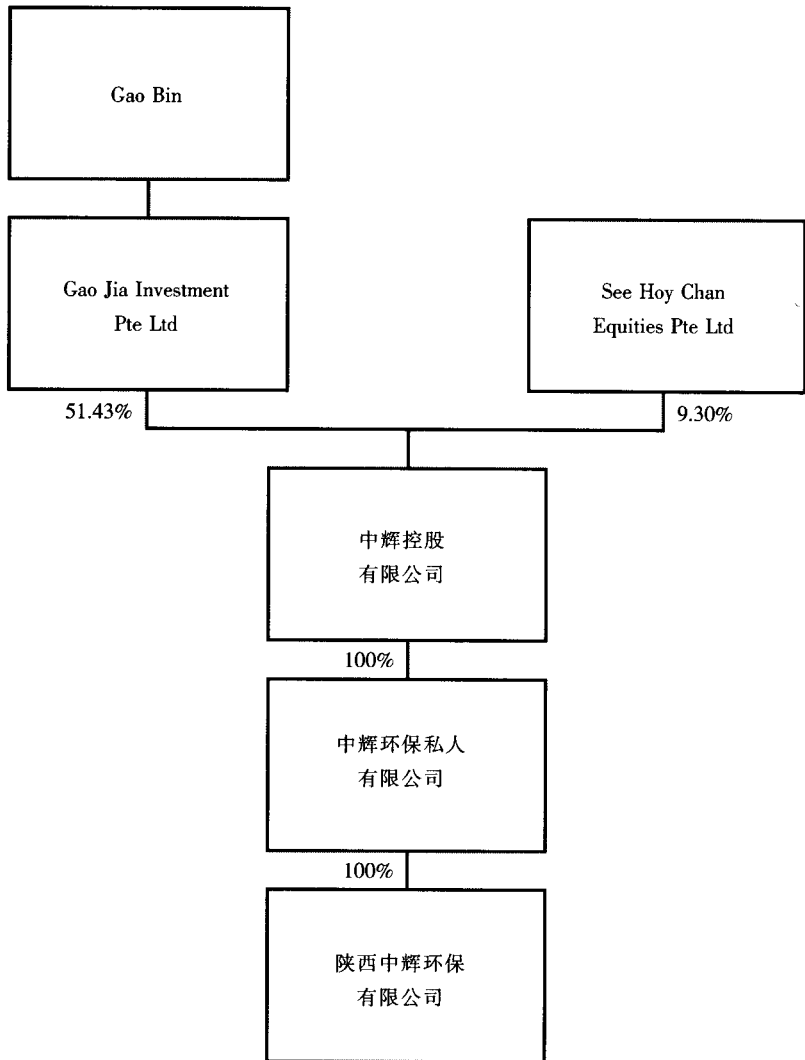 Gao Bin
Gao Jia Investment
Pte Ltd
See Hoy Chan
Equities Pte Ltd
51.43%
9.30%
中辉控股
有限公司
100%
中辉环保私人
有限公司
100%
陕西中辉环保
有限公司